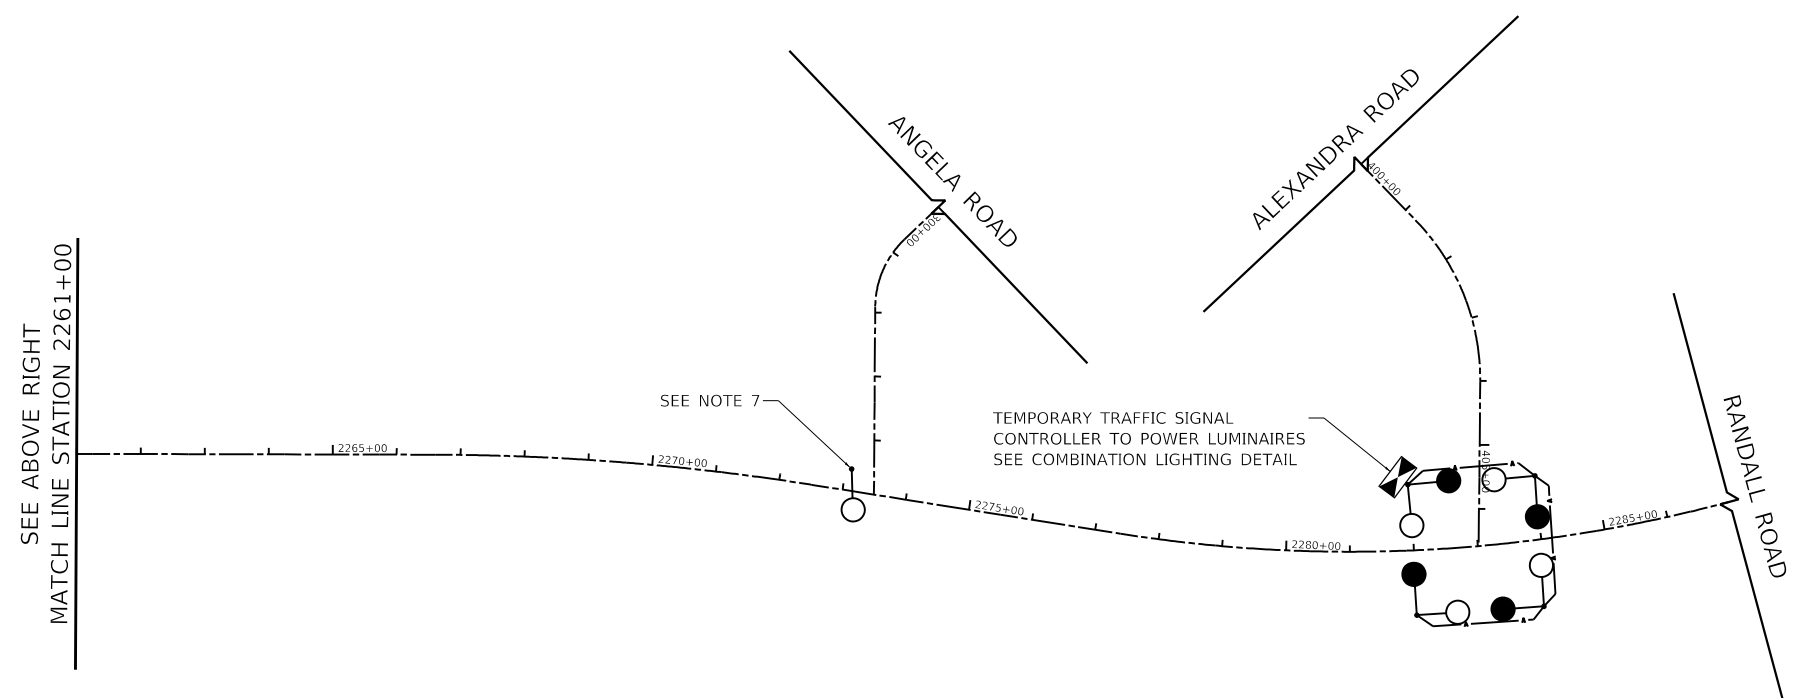 SEE ABOVE RIGHT
MATCH LINE STATION 2261+00
2265+00
2270+00
2275+00
2280+00
2285+00
ANGELA ROAD
300+00
ALEXANDRA ROAD
400+00
405+00
RANDALL ROAD
SEE NOTE 7
TEMPORARY TRAFFIC SIGNAL
CONTROLLER TO POWER LUMINAIRES
SEE COMBINATION LIGHTING DETAIL